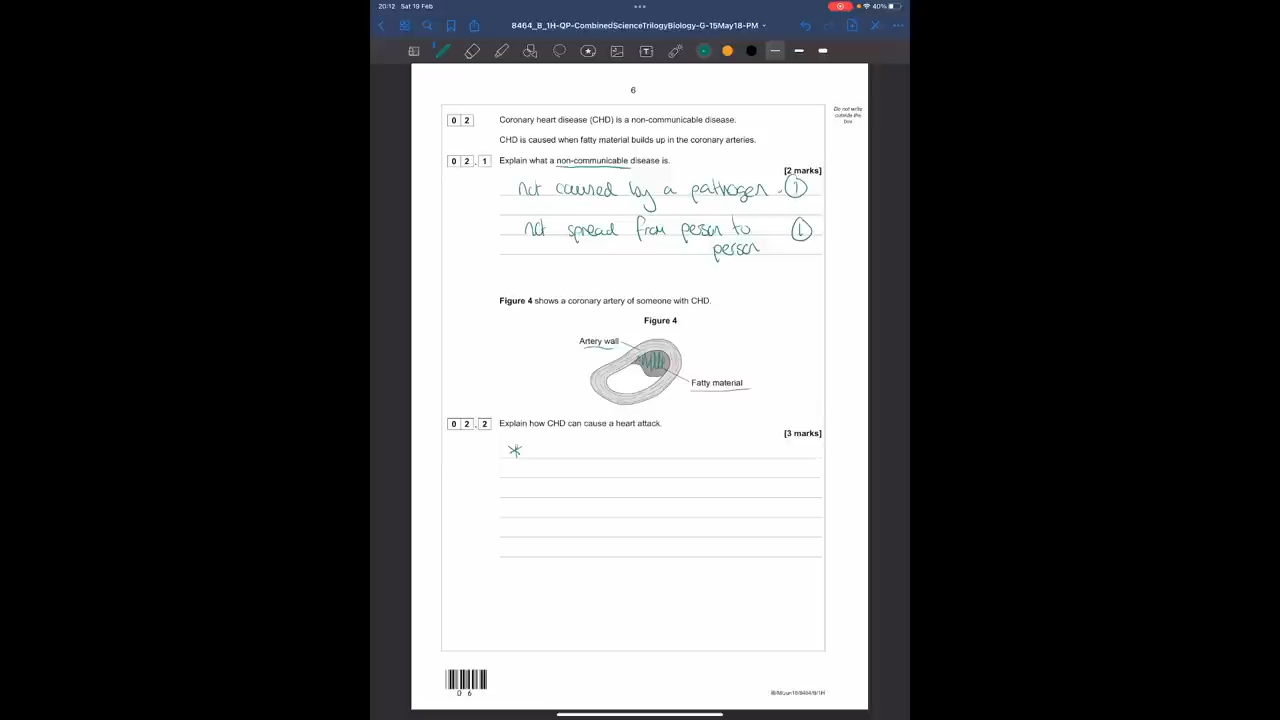 20:12 Sat 19 Feb
40%
8464_B_1H-QP-CombinedScienceTrilogyBiology-G-15May18-PM
6
Do not write
outside the
box
0 2 Coronary heart disease (CHD) is a non-communicable disease.
CHD is caused when fatty material builds up in the coronary arteries.
0 2 . 1 Explain what a non-communicable disease is.
[2 marks]
not caused by a pathogen. 1
not spread from person to 1
person
Figure 4 shows a coronary artery of someone with CHD.
Figure 4
Artery wall
Fatty material
0 2 . 2 Explain how CHD can cause a heart attack.
[3 marks]
*
0 6
IB/M/Jun18/8464/B/1H